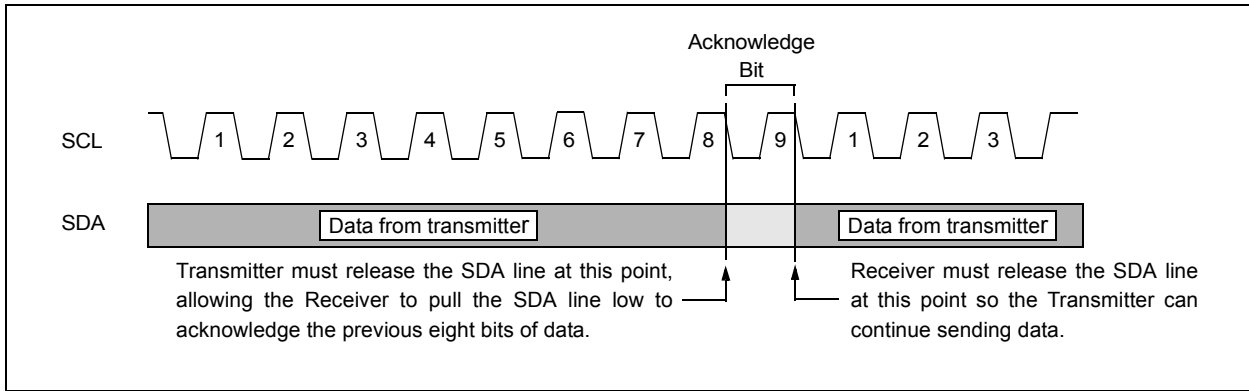 Acknowledge
Bit
SCL
1 2 3 4 5 6 7 8 9 1 2 3
SDA
Data from transmitter
Data from transmitter
Transmitter must release the SDA line at this point,
allowing the Receiver to pull the SDA line low to
acknowledge the previous eight bits of data.
Receiver must release the SDA line
at this point so the Transmitter can
continue sending data.